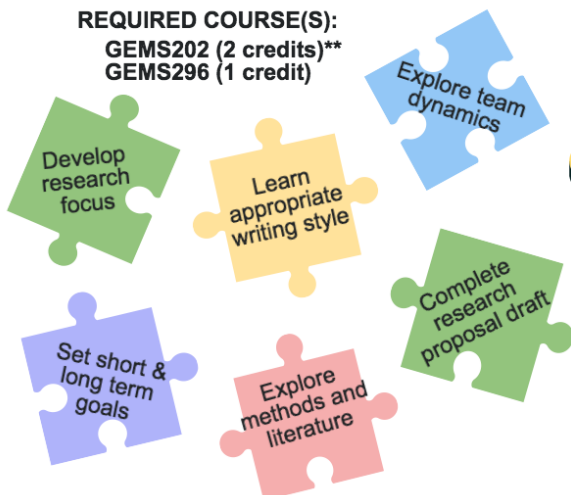 REQUIRED COURSE(S):
GEMS202 (2 credits)**
GEMS296 (1 credit)
Explore team
dynamics
Develop
research
focus
Learn
appropriate
writing style
Complete
research
proposal draft
Set short &
long term
goals
Explore
methods and
literature